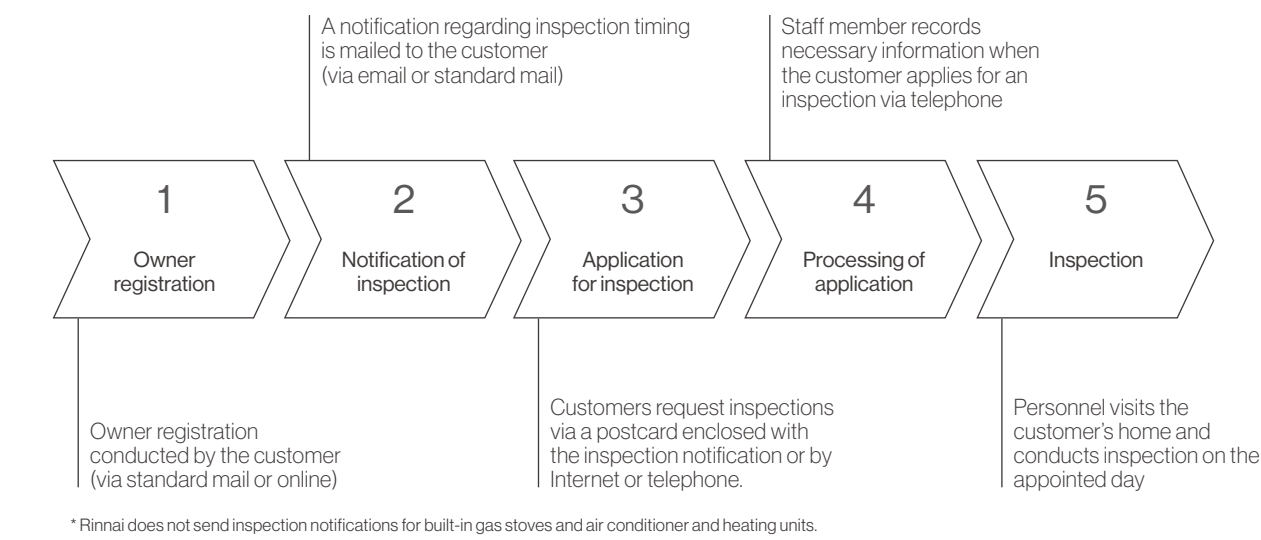 A notification regarding inspection timing
is mailed to the customer
(via email or standard mail)
Staff member records
necessary information when
the customer applies for an
inspection via telephone
1
Owner
registration
2
Notification of
inspection
3
Application
for inspection
4
Processing of
application
5
Inspection
Owner registration
conducted by the customer
(via standard mail or online)
Customers request inspections
via a postcard enclosed with
the inspection notification or by
Internet or telephone.
Personnel visits the
customer’s home and
conducts inspection on the
appointed day
* Rinnai does not send inspection notifications for built-in gas stoves and air conditioner and heating units.